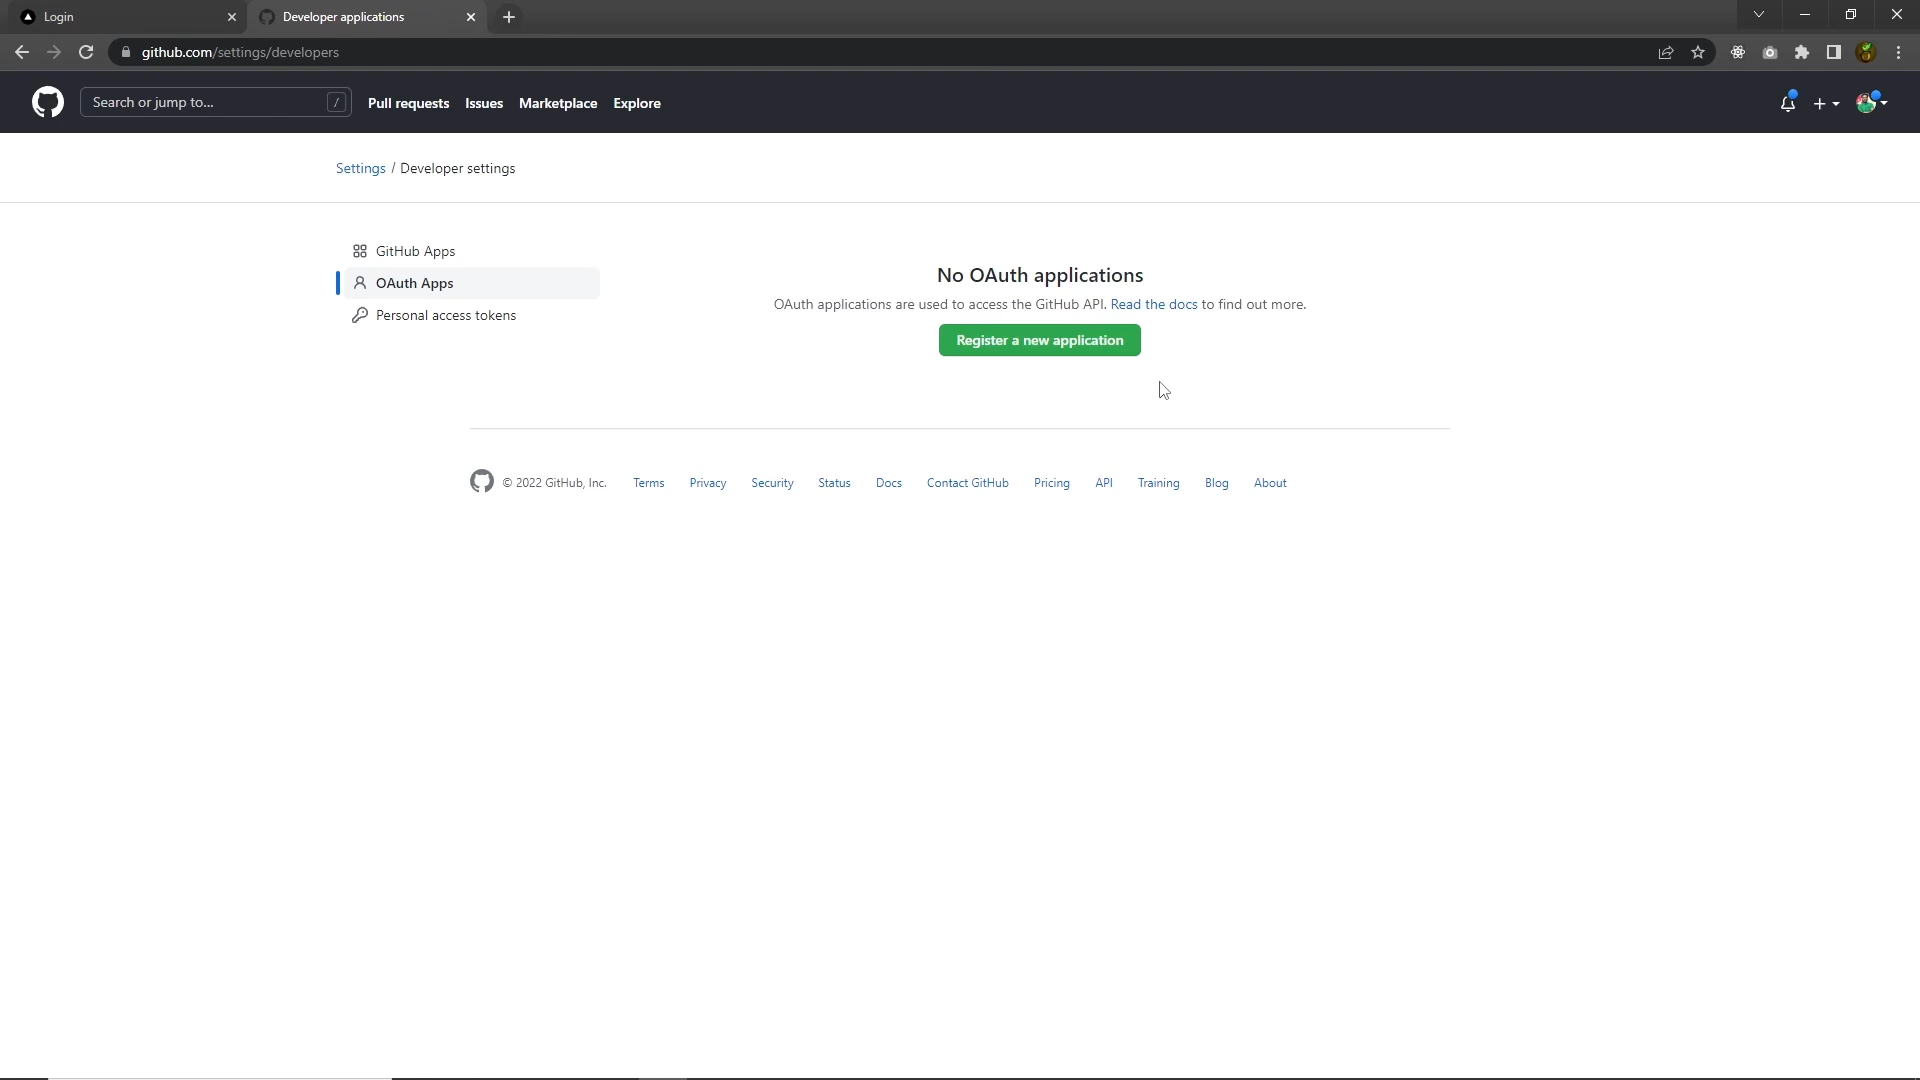 Login
Developer applications
github.com/settings/developers
Search or jump to... /
Pull requests Issues Marketplace Explore
Settings / Developer settings
GitHub Apps
OAuth Apps
Personal access tokens
No OAuth applications
OAuth applications are used to access the GitHub API. Read the docs to find out more.
Register a new application
© 2022 GitHub, Inc. Terms Privacy Security Status Docs Contact GitHub Pricing API Training Blog About